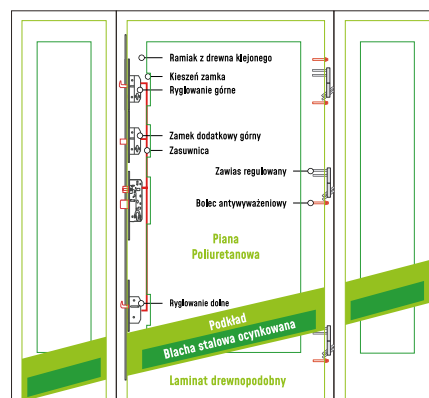 Ramiak z drewna klejonego
Kieszeń zamka
Ryglowanie górne
Zamek dodatkowy górny
Zasuwnica
Zawias regulowany
Bolec antywyważeniowy
Piana
Poliuretanowa
Ryglowanie dolne
Podkład
Blacha stalowa ocynkowana
Laminat drewnopodobny